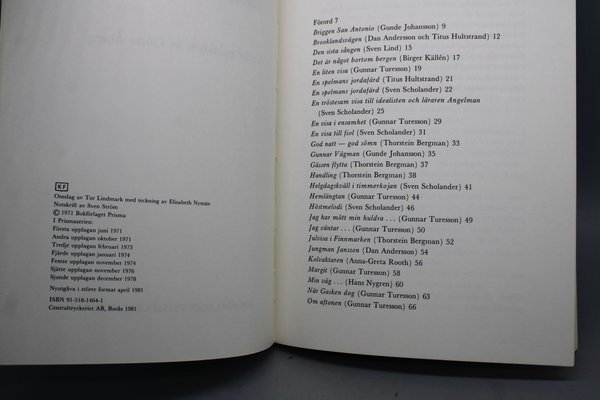 KF
Omslag av Tor Lindmark med teckning av Elisabeth Nyman
Notskrift av Sven Ström
© 1971 Bokförlaget Prisma
I Prismaserien:
Första upplagan juni 1971
Andra upplagan oktober 1971
Tredje upplagan februari 1973
Fjärde upplagan januari 1974
Femte upplagan november 1974
Sjätte upplagan november 1976
Sjunde upplagan december 1978
Nyutgåva i större format april 1981
ISBN 91-518-1464-1
Centraltryckeriet AB, Borås 1981
Förord 7
Briggen San Antonio (Gunde Johansson) 9
Brooklandsvägen (Dan Andersson och Titus Hultstrand) 12
Den sista sången (Sven Lind) 15
Det är något bortom bergen (Birger Källén) 17
En liten visa (Gunnar Turesson) 19
En spelmans jordafärd (Titus Hultstrand) 21
En spelmans jordafärd (Sven Scholander) 22
En tröstesam visa till idealisten och läraren Angelman
(Sven Scholander) 25
En visa i ensamhet (Gunnar Turesson) 29
En visa till fiol (Sven Scholander) 31
God natt — god sömn (Thorstein Bergman) 33
Gunnar Vägman (Gunde Johansson) 35
Gässen flytta (Thorstein Bergman) 37
Handling (Thorstein Bergman) 38
Helgdagskväll i timmerkojan (Sven Scholander) 41
Hemlängtan (Gunnar Turesson) 44
Höstmelodi (Sven Scholander) 46
Jag har mött min huldra . . . (Gunnar Turesson) 49
Jag väntar . . . (Gunnar Turesson) 50
Julvisa i Finnmarken (Thorstein Bergman) 52
Jungman Jansson (Dan Andersson) 54
Kolvaktaren (Anna-Greta Rooth) 56
Margit (Gunnar Turesson) 58
Min väg . . . (Hans Nygren) 60
När Gasken dog (Gunnar Turesson) 63
Om aftonen (Gunnar Turesson) 66